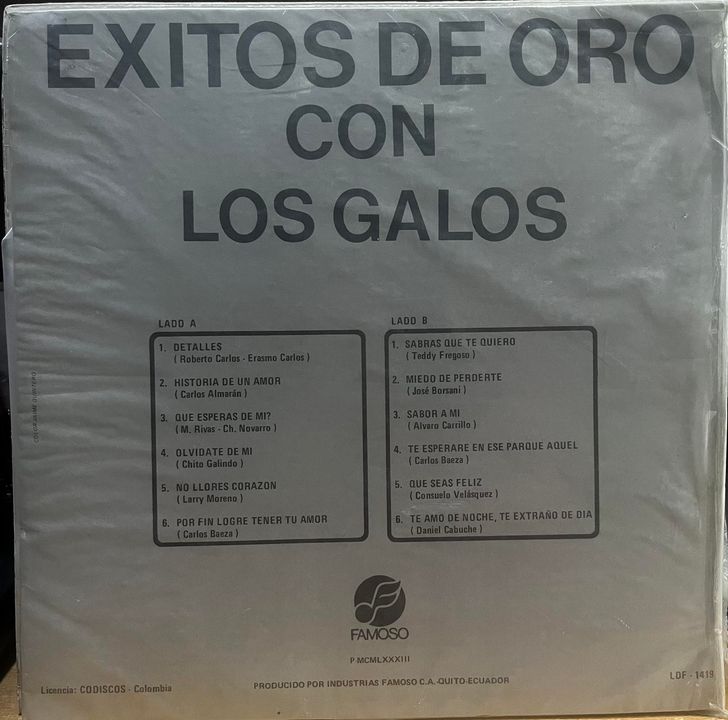 EXITOS DE ORO
CON
LOS GALOS
LADO A
1. DETALLES
( Roberto Carlos - Erasmo Carlos )
2. HISTORIA DE UN AMOR
( Carlos Almarán )
3. QUE ESPERAS DE MI?
( M. Rivas - Ch. Novarro )
4. OLVIDATE DE MI
( Chito Galindo )
5. NO LLORES CORAZON
( Larry Moreno )
6. POR FIN LOGRE TENER TU AMOR
( Carlos Baeza )
LADO B
1. SABRAS QUE TE QUIERO
( Teddy Fregoso )
2. MIEDO DE PERDERTE
( José Borsani )
3. SABOR A MI
( Alvaro Carrillo )
4. TE ESPERARE EN ESE PARQUE AQUEL
( Carlos Baeza )
5. QUE SEAS FELIZ
( Consuelo Velásquez )
6. TE AMO DE NOCHE, TE EXTRAÑO DE DIA
( Daniel Cabuche )
FAMOSO
P-MCMLXXXIII
Licencia: CODISCOS - Colombia
PRODUCIDO POR INDUSTRIAS FAMOSO C.A.-QUITO-ECUADOR
LDF - 1419